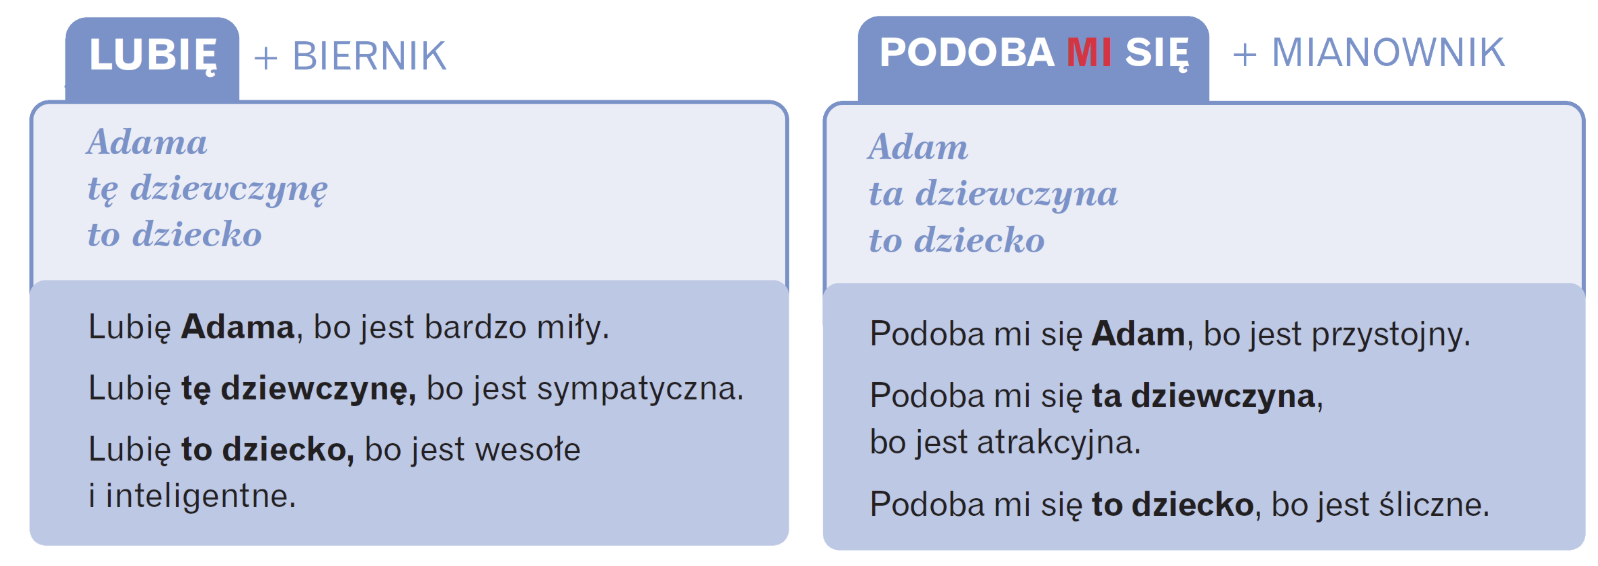 LUBIĘ + BIERNIK
Adama
tę dziewczynę
to dziecko
Lubię Adama, bo jest bardzo miły.
Lubię tę dziewczynę, bo jest sympatyczna.
Lubię to dziecko, bo jest wesołe
i inteligentne.
PODOBA MI SIĘ + MIANOWNIK
Adam
ta dziewczyna
to dziecko
Podoba mi się Adam, bo jest przystojny.
Podoba mi się ta dziewczyna,
bo jest atrakcyjna.
Podoba mi się to dziecko, bo jest śliczne.